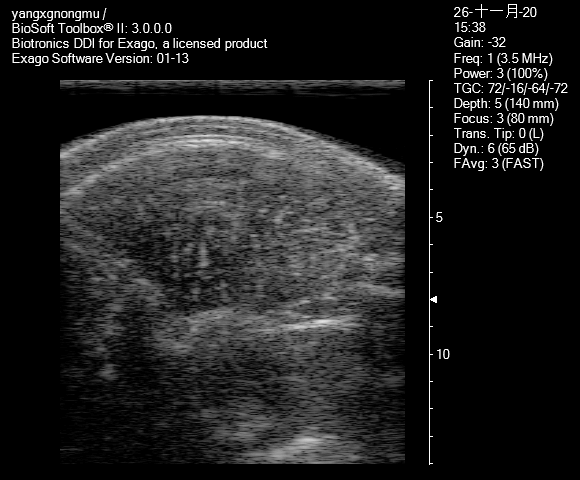 yangxgnongmu /
BioSoft Toolbox® II: 3.0.0.0
Biotronics DDI for Exago, a licensed product
Exago Software Version: 01-13
26-十一月-20
15:38
Gain: -32
Freq: 1 (3.5 MHz)
Power: 3 (100%)
TGC: 72/-16/-64/-72
Depth: 5 (140 mm)
Focus: 3 (80 mm)
Trans. Tip: 0 (L)
Dyn.: 6 (65 dB)
FAvg: 3 (FAST)
5
10